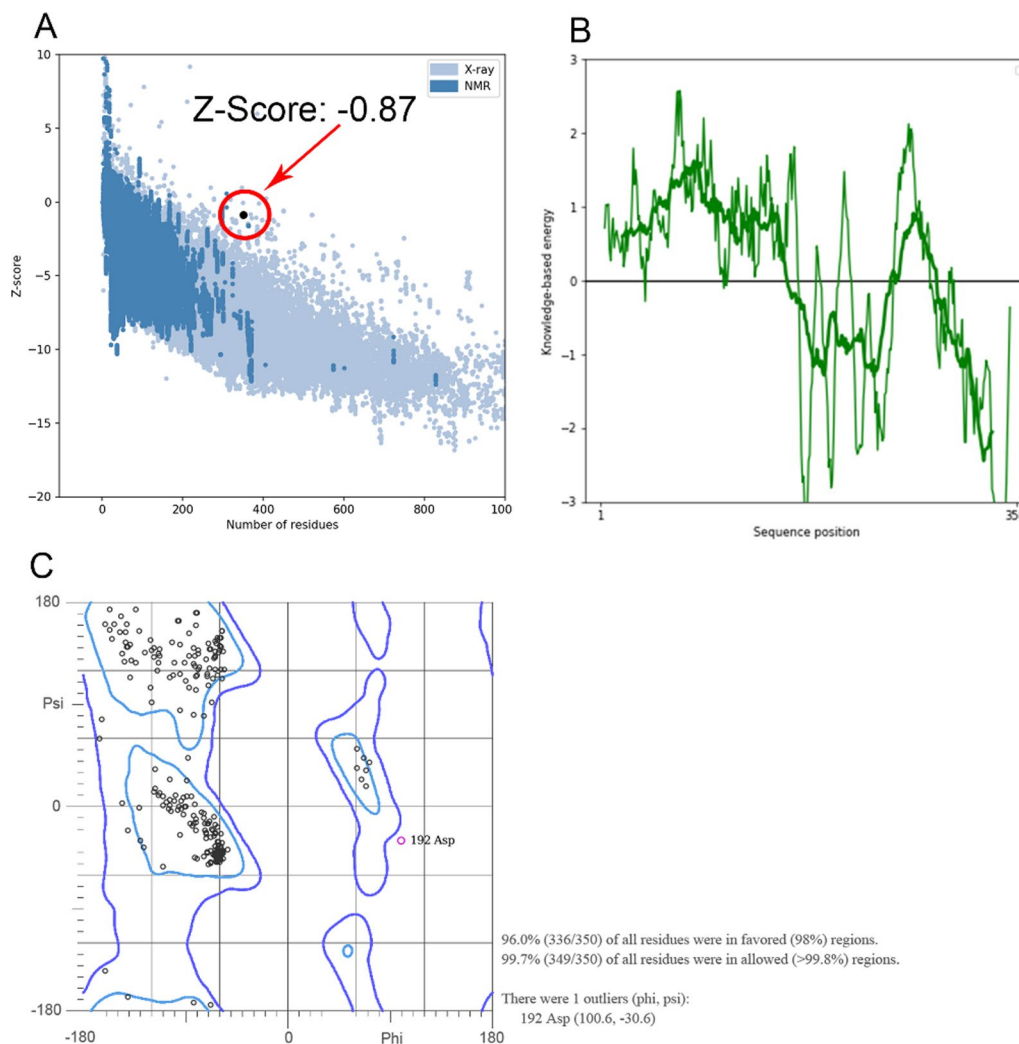 A
10
5
0
−5
−10
−15
−20
Z-score
X-ray
NMR
Z-Score: -0.87
0
200
400
600
800
100
Number of residues
B
3
2
1
0
−1
−2
−3
Knowledge-based energy
1
35
Sequence position
C
180
Psi
0
-180
-180
0
Phi
180
192 Asp
96.0% (336/350) of all residues were in favored (98%) regions.
99.7% (349/350) of all residues were in allowed (>99.8%) regions.
There were 1 outliers (phi, psi):
192 Asp (100.6, -30.6)